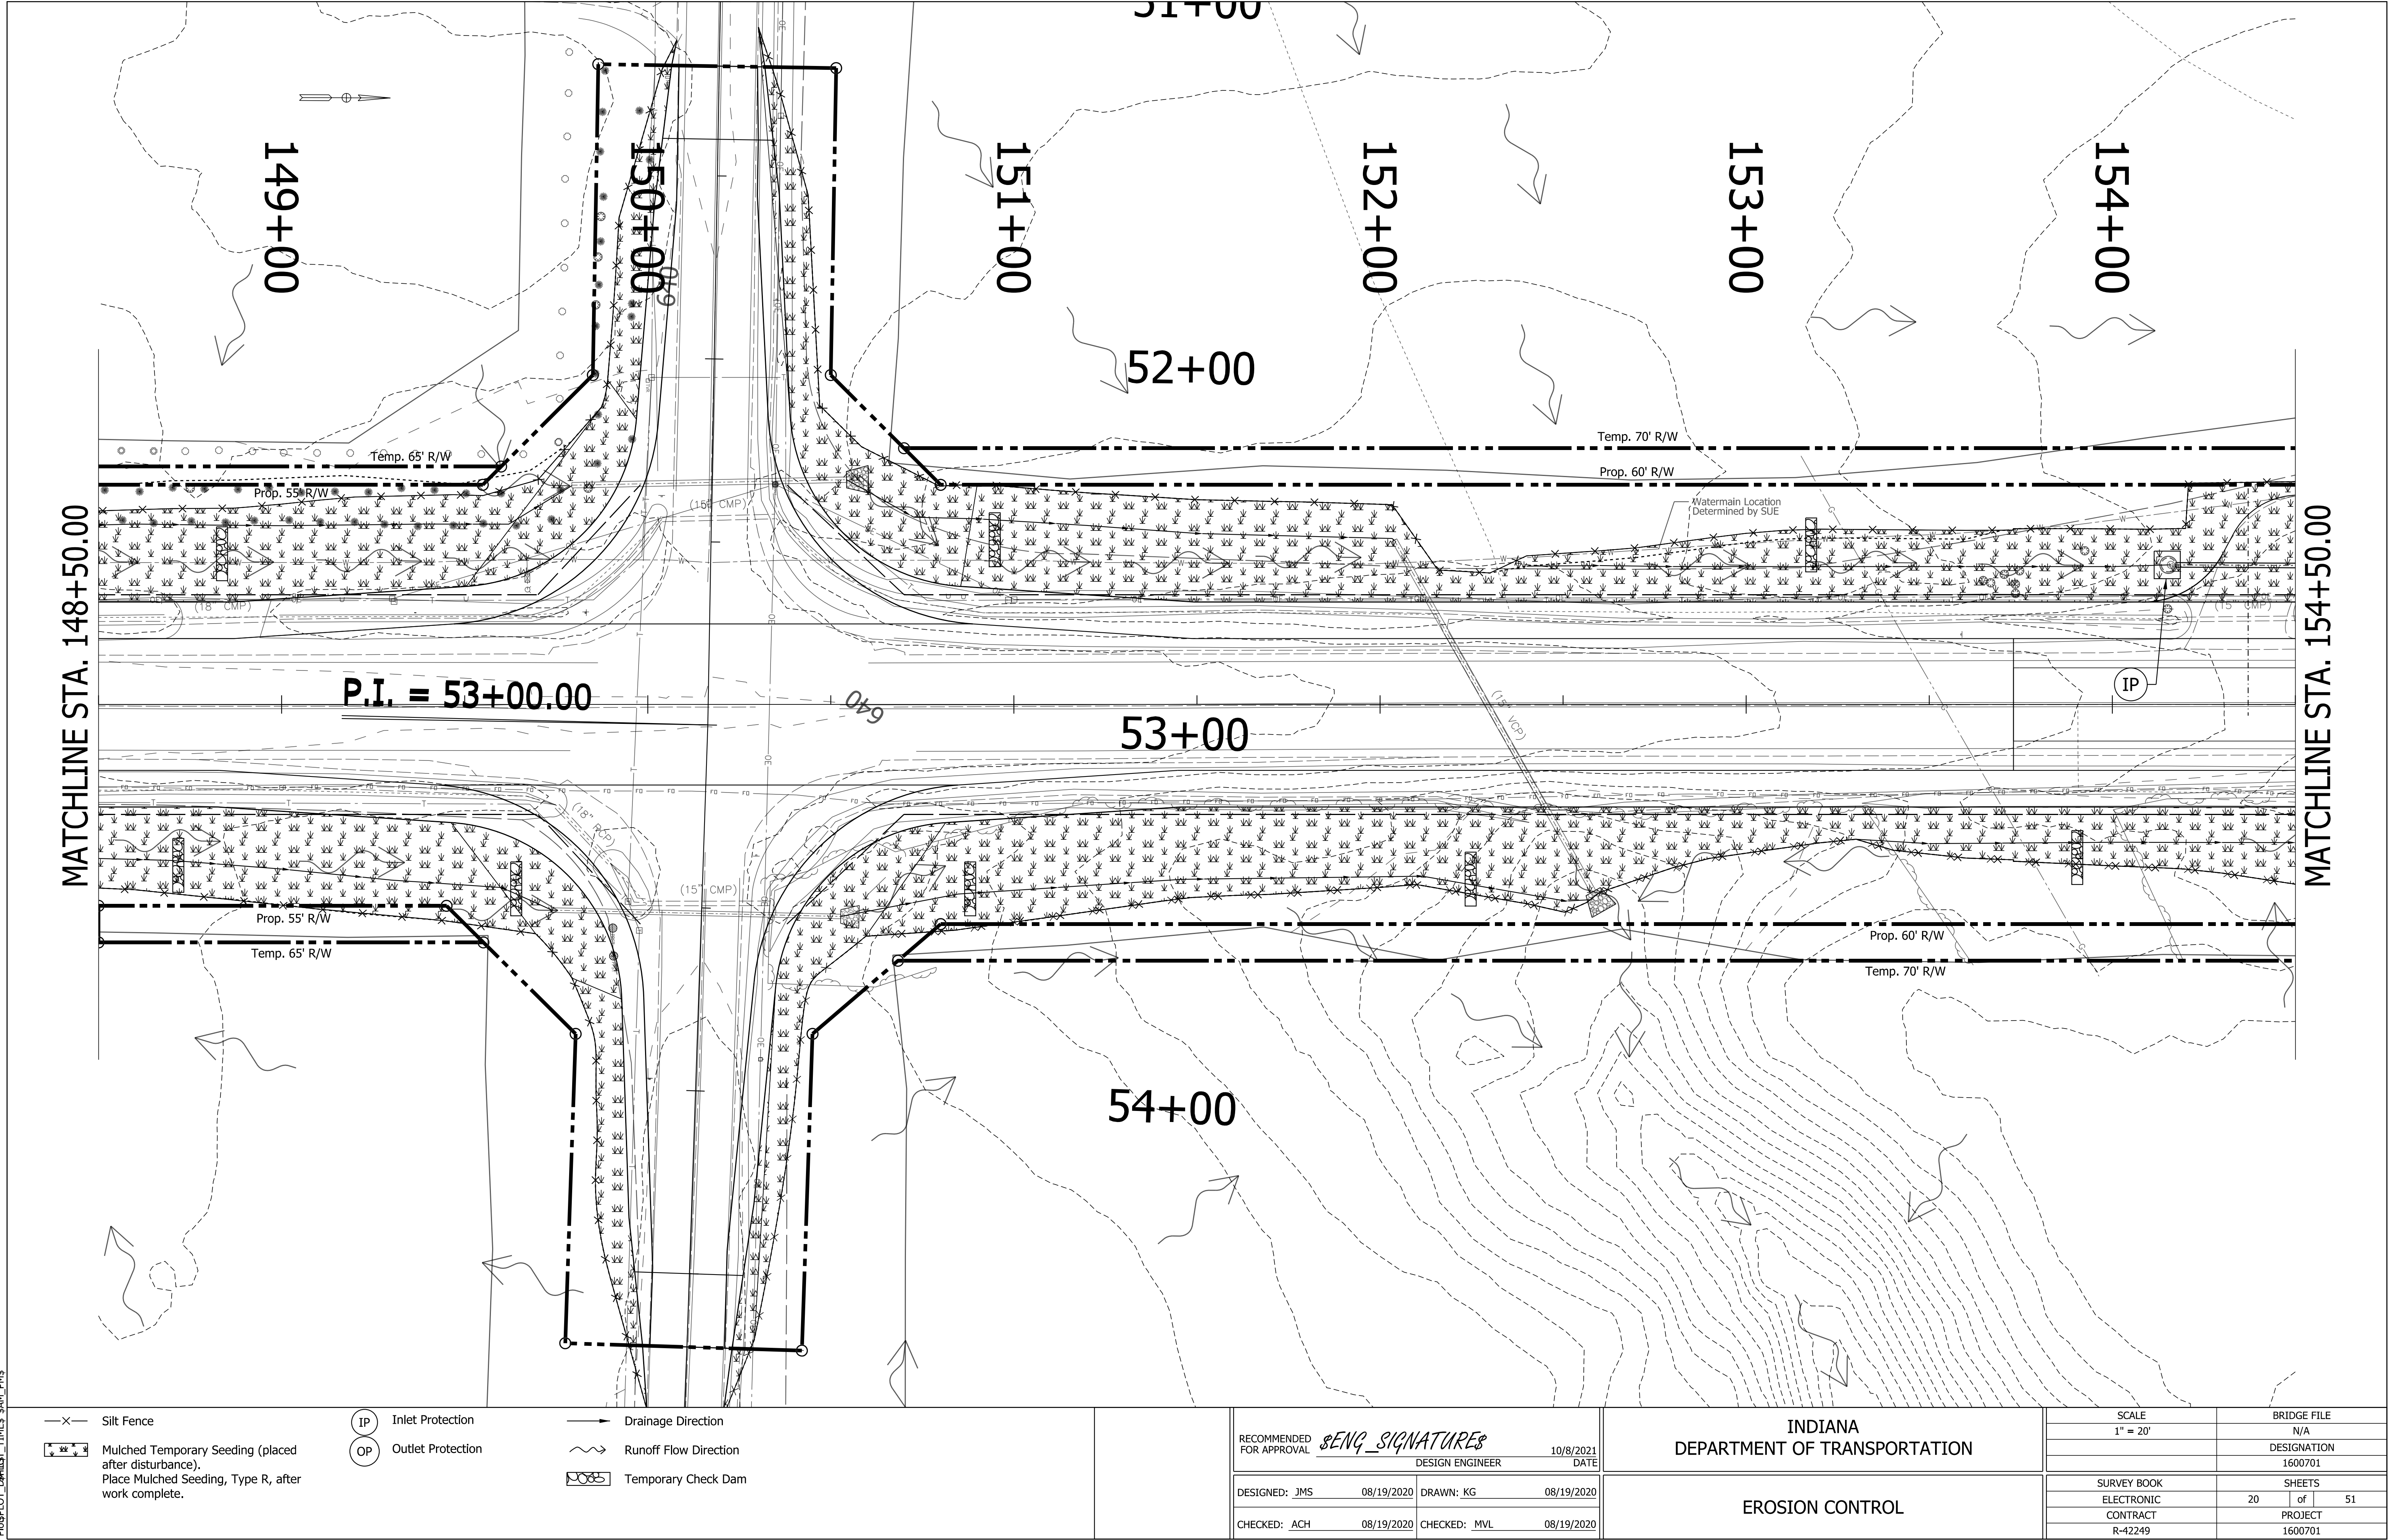 51+00
149+00
150+00
151+00
152+00
153+00
154+00
640
52+00
Temp. 65' R/W
Prop. 55' R/W
Temp. 70' R/W
Prop. 60' R/W
Watermain Location
Determined by SUE
(15" CMP)
(18" CMP)
(15" CMP)
MATCHLINE STA. 148+50.00
MATCHLINE STA. 154+50.00
IP
P.I. = 53+00.00
640
53+00
(15" VCP)
(18" RCP)
(15" CMP)
Prop. 55' R/W
Temp. 65' R/W
Prop. 60' R/W
Temp. 70' R/W
54+00
Silt Fence
Mulched Temporary Seeding (placed
after disturbance).
Place Mulched Seeding, Type R, after
work complete.
IP Inlet Protection
OP Outlet Protection
Drainage Direction
Runoff Flow Direction
Temporary Check Dam
RECOMMENDED
FOR APPROVAL $ENG_SIGNATURE$ 10/8/2021
DESIGN ENGINEER DATE
DESIGNED: JMS 08/19/2020 DRAWN: KG 08/19/2020
CHECKED: ACH 08/19/2020 CHECKED: MVL 08/19/2020
INDIANA
DEPARTMENT OF TRANSPORTATION
EROSION CONTROL
SCALE
1" = 20'
BRIDGE FILE
N/A
DESIGNATION
1600701
SURVEY BOOK
ELECTRONIC
SHEETS
20 of 51
CONTRACT
R-42249
PROJECT
1600701